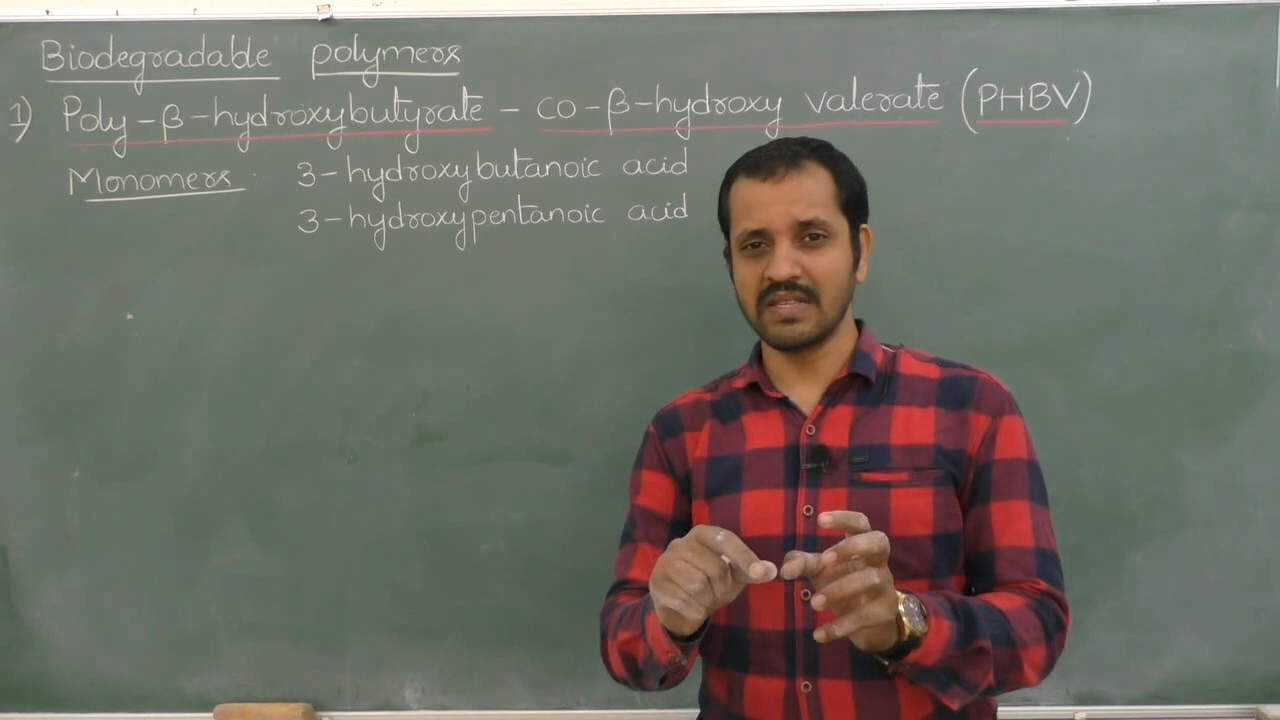 Biodegradable polymers
1) Poly-β-hydroxybutyrate - co-β-hydroxy valerate (PHBV)
Monomers 3-hydroxybutanoic acid
3-hydroxypentanoic acid